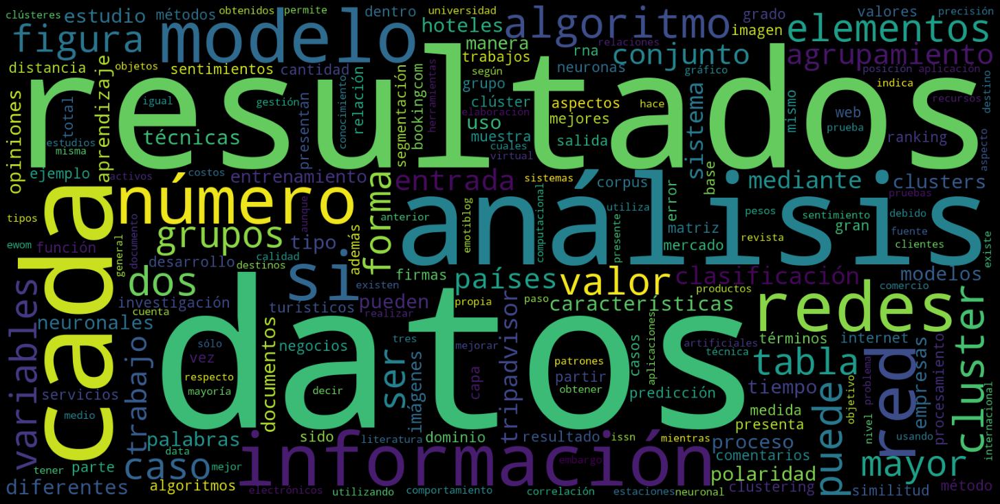 clústeres
estudio
métodos
obtenidos
permite
dentro
universidad
hoteles
algoritmo
grado
valores
precisión
figura
modelo
manera
relaciones
imagen
elementos
distancia
objetos
sentimientos
cantidad
trabajos
rna
conjunto
agrupamiento
neuronas
gráfico
posición
aplicación
según
resultados
opiniones
total
aprendizaje
igual
gestión
conocimiento
relación
segmentación
bookingcom
herramientas
grupo
clúster
elaboración
aspectos
hace
sistema
mismo
web
indica
recursos
destino
prueba
estudios
misma
técnicas
presentan
uso
mejores
muestra
cuales
salida
virtual
ranking
aspecto
ejemplo
activos
costos
entrenamiento
forma
entrada
sistemas
corpus
error
base
mediante
clusters
cada
número
análisis
pruebas
tipos
documento
aunque
anterior
emotiblog
computacional
utiliza
presente
matriz
pesos
sentimiento
debido
gran
ewom
función
general
grupos
tipo
además
mercado
revista
fuente
clientes
existe
desarrollo
destinos
calidad
si
firmas
países
valor
clasificación
modelos
variables
dos
existen
productos
comercio
investigación
cuenta
turísticos
pueden
propia
paso
características
redes
cluster
neuronales
realizar
tripadvisor
datos
documentos
sólo
negocios
tres
mejorar
casos
aplicaciones
artificiales
términos
internet
técnica
trabajo
vez
ser
imágenes
capa
patrones
tabla
red
empresas
procesamiento
respecto
partir
servicios
mayoría
decir
obtener
predicción
tiempo
puede
objetivo
problema
internacional
medio
medida
presenta
nivel
usando
palabras
sido
literatura
dominio
resultado
issn
mientras
proceso
data
información
embargo
comentarios
tener
parte
caso
mejor
polaridad
mayor
diferentes
algoritmos
electrónicos
utilizando
comportamiento
correlación
estaciones
neuronal
clustering
similitud
método